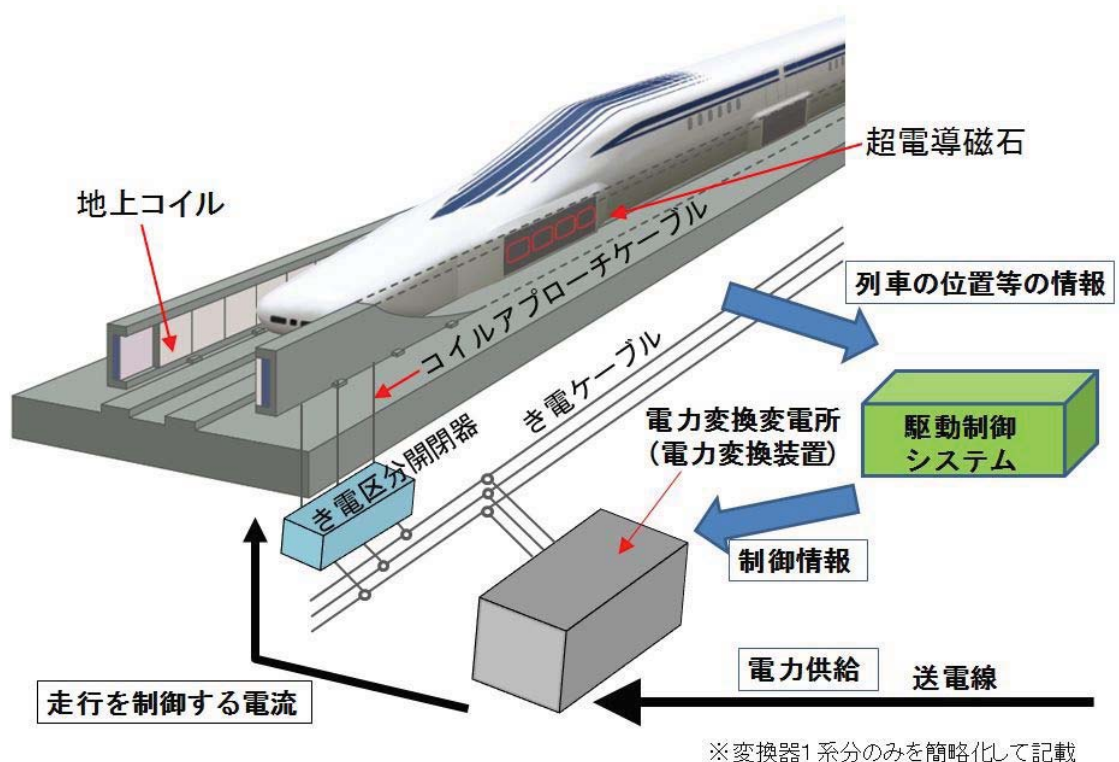 超電導磁石
地上コイル
コイルアプローチケーブル
列車の位置等の情報
き電ケーブル
電力変換変電所
(電力変換装置)
駆動制御
システム
き電区分開閉器
制御情報
電力供給
送電線
走行を制御する電流
※変換器1系分のみを簡略化して記載